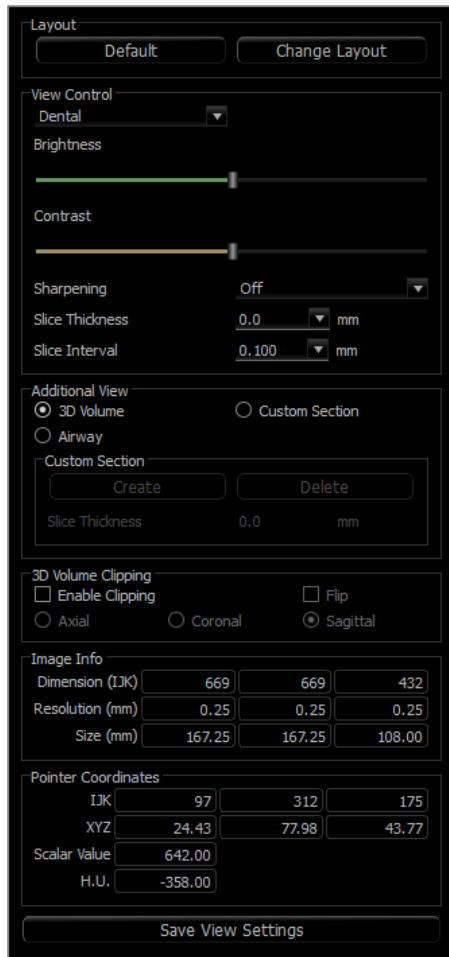 Layout
Default Change Layout
View Control
Dental
Brightness
Contrast
Sharpening Off
Slice Thickness 0.0 mm
Slice Interval 0.100 mm
Additional View
3D Volume Custom Section
Airway
Custom Section
Create Delete
Slice Thickness 0.0 mm
3D Volume Clipping
Enable Clipping Flip
Axial Coronal Sagittal
Image Info
Dimension (IJK) 669 669 432
Resolution (mm) 0.25 0.25 0.25
Size (mm) 167.25 167.25 108.00
Pointer Coordinates
IJK 97 312 175
XYZ 24.43 77.98 43.77
Scalar Value 642.00
H.U. -358.00
Save View Settings